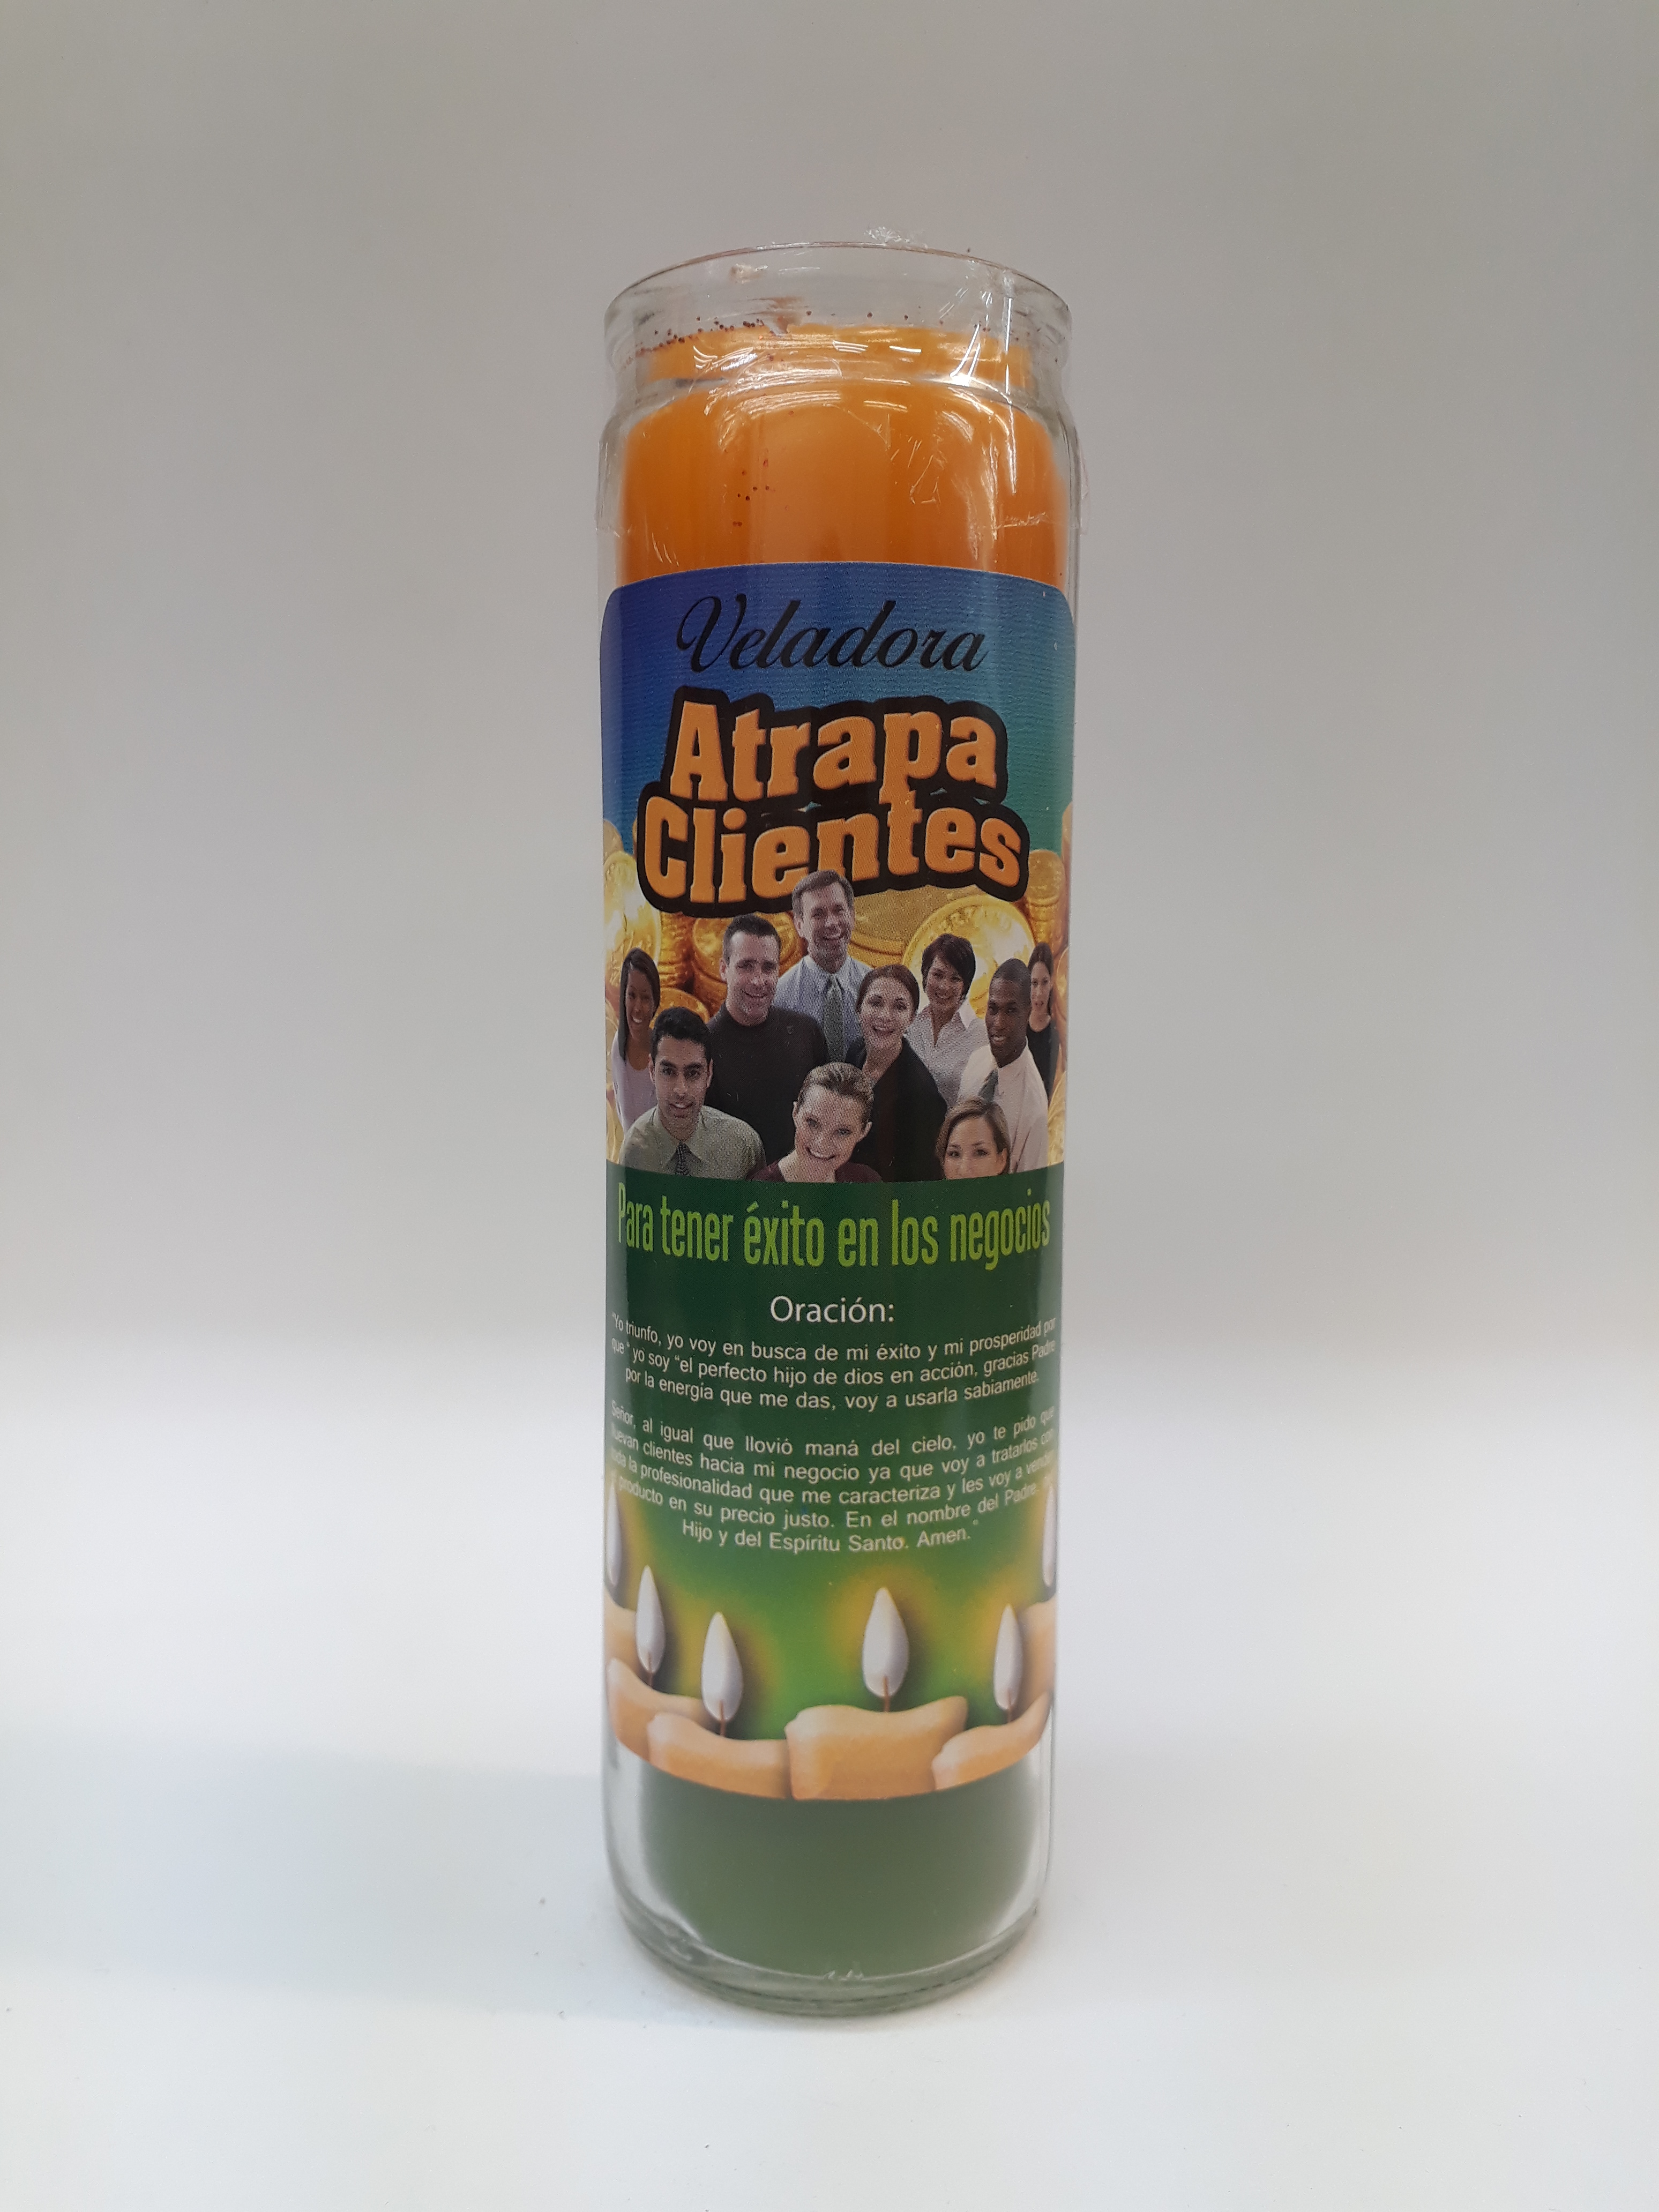 Veladora
Atrapa
Clientes
Para tener éxito en los negocios
Oración:
"Yo triunfo, yo voy en busca de mi éxito y mi prosperidad por
que " yo soy "el perfecto hijo de dios en acción, gracias Padre
por la energía que me das, voy a usarla sabiamente.
Señor, al igual que llovió maná del cielo, yo te pido que
lluevan clientes hacia mi negocio ya que voy a tratarlos con
toda la profesionalidad que me caracteriza y les voy a vender
producto en su precio justo. En el nombre del Padre,
Hijo y del Espíritu Santo. Amen."